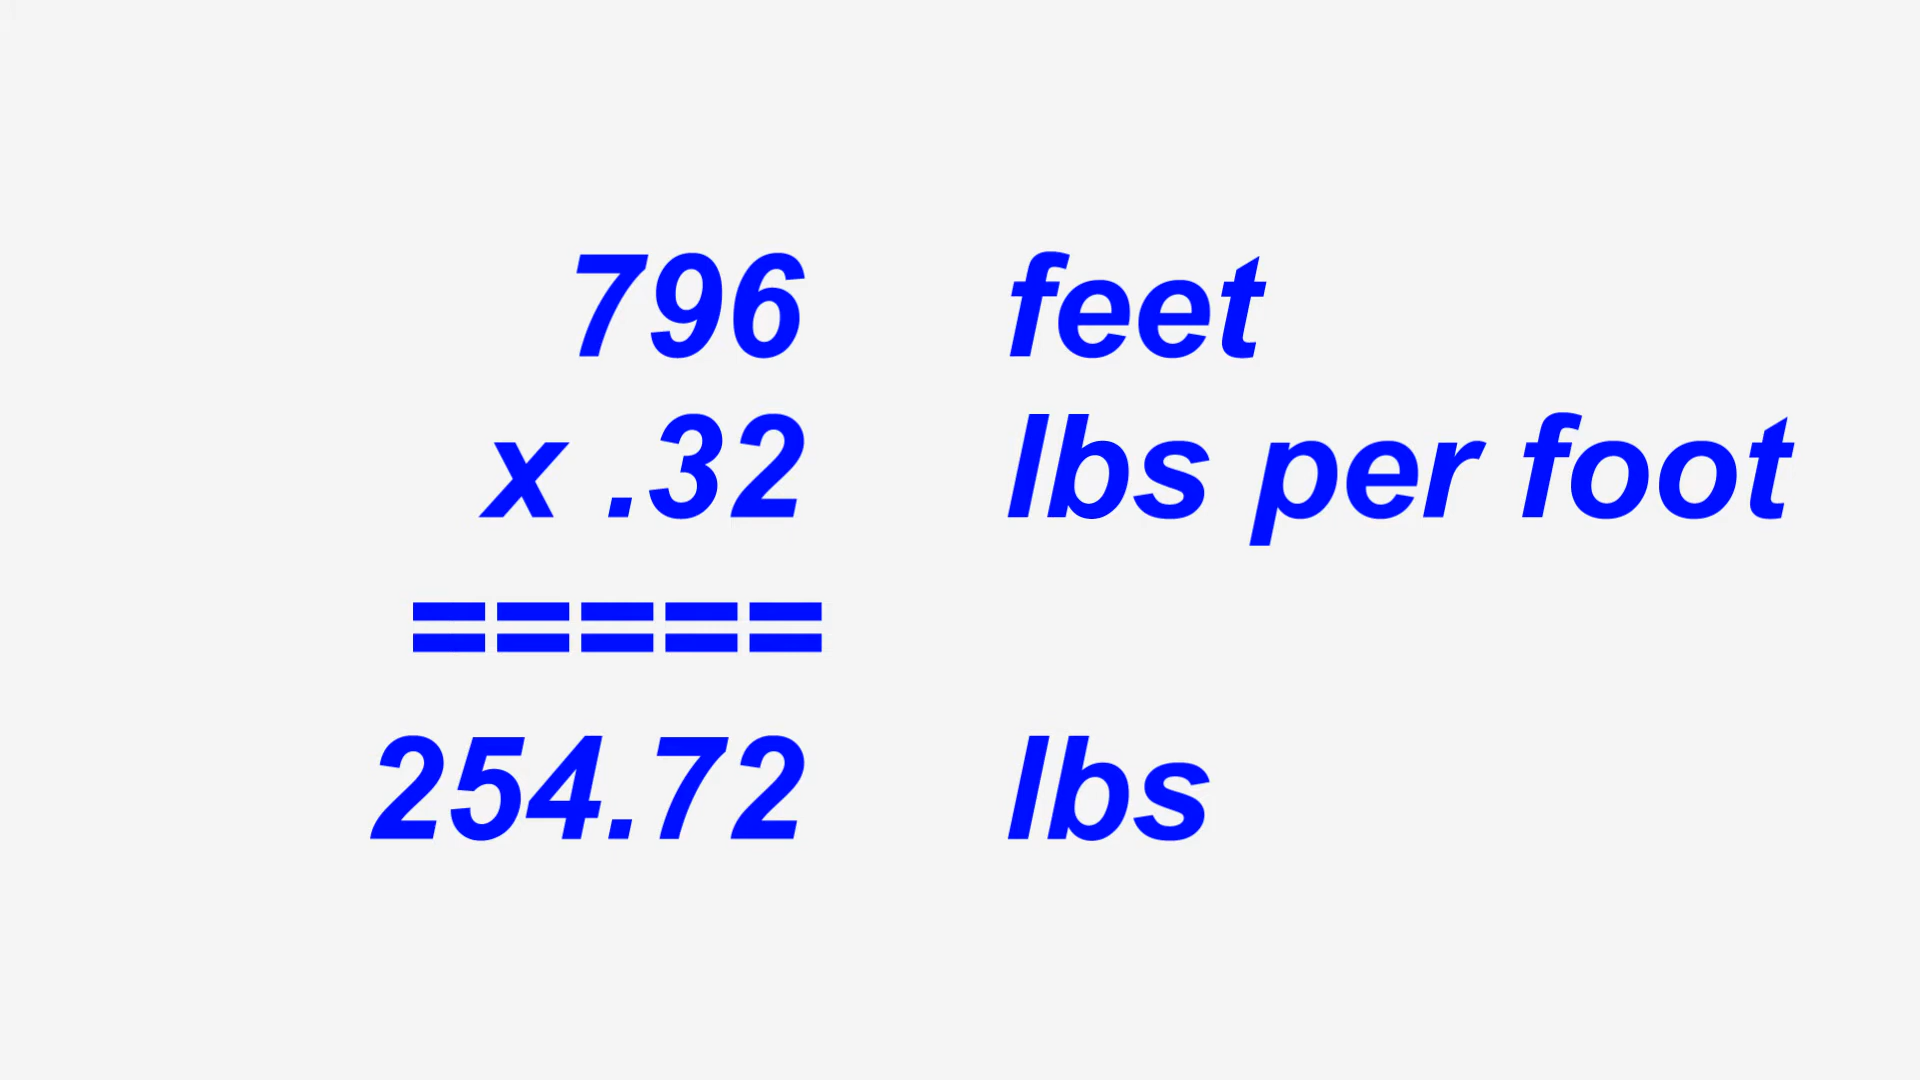 796 feet
x .32 lbs per foot
=====
254.72 lbs